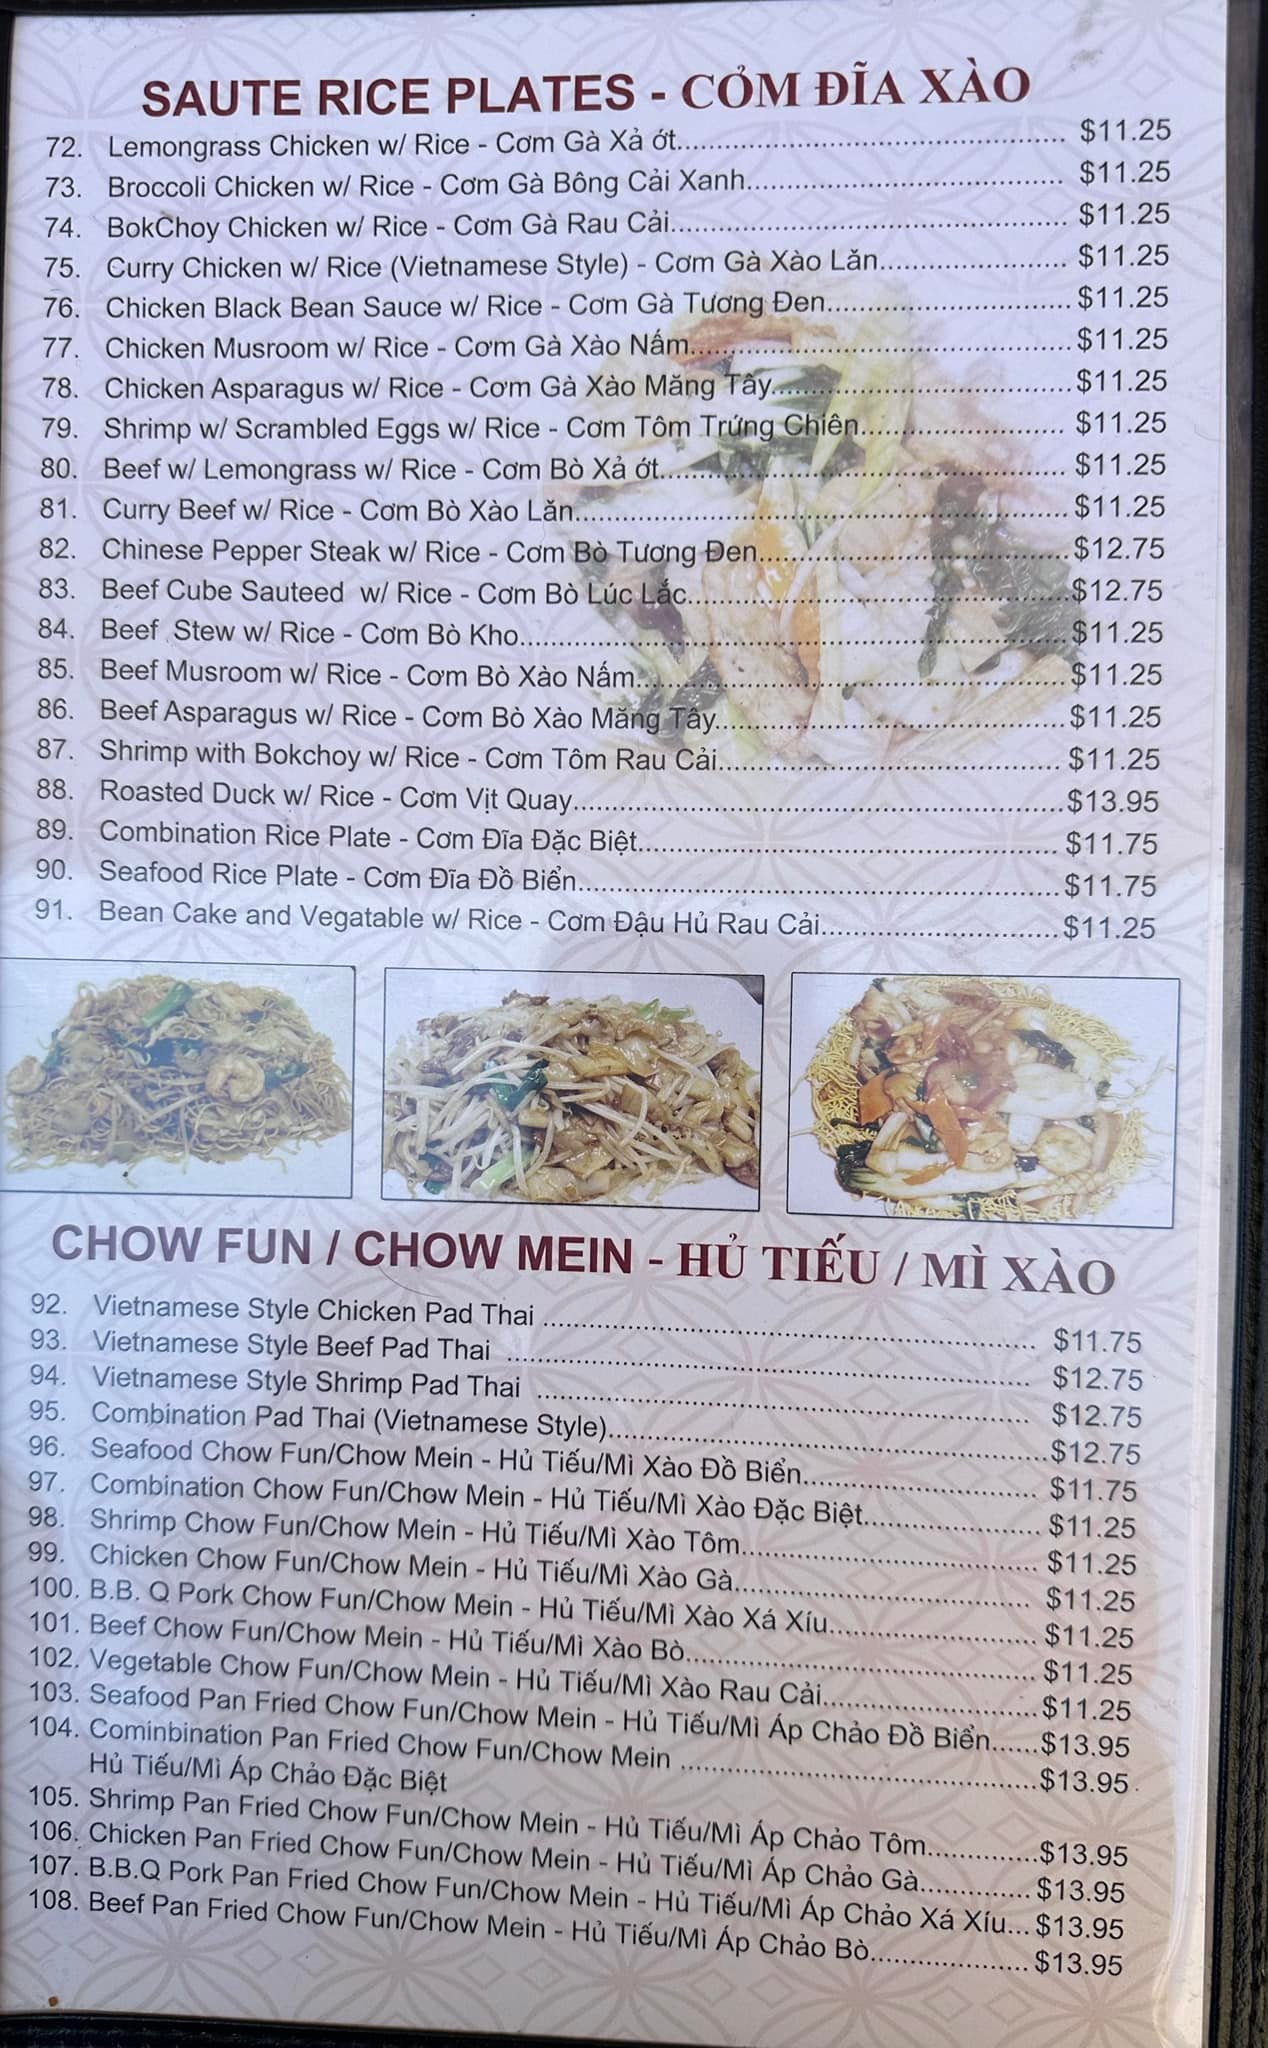 SAUTE RICE PLATES - CỎM ĐĨA XÀO
72. Lemongrass Chicken w/ Rice - Cơm Gà Xả ớt.......... $11.25
73. Broccoli Chicken w/ Rice - Cơm Gà Bông Cải Xanh.......... $11.25
74. BokChoy Chicken w/ Rice - Cơm Gà Rau Cải.......... $11.25
75. Curry Chicken w/ Rice (Vietnamese Style) - Cơm Gà Xào Lăn.......... $11.25
76. Chicken Black Bean Sauce w/ Rice - Cơm Gà Tương Đen.......... $11.25
77. Chicken Musroom w/ Rice - Cơm Gà Xào Nấm.......... $11.25
78. Chicken Asparagus w/ Rice - Cơm Gà Xào Măng Tây.......... $11.25
79. Shrimp w/ Scrambled Eggs w/ Rice - Cơm Tôm Trứng Chiên.......... $11.25
80. Beef w/ Lemongrass w/ Rice - Cơm Bò Xả ớt.......... $11.25
81. Curry Beef w/ Rice - Cơm Bò Xào Lăn.......... $11.25
82. Chinese Pepper Steak w/ Rice - Cơm Bò Tương Đen.......... $12.75
83. Beef Cube Sauteed w/ Rice - Cơm Bò Lúc Lắc.......... $12.75
84. Beef Stew w/ Rice - Cơm Bò Kho.......... $11.25
85. Beef Musroom w/ Rice - Cơm Bò Xào Nấm.......... $11.25
86. Beef Asparagus w/ Rice - Cơm Bò Xào Măng Tây.......... $11.25
87. Shrimp with Bokchoy w/ Rice - Cơm Tôm Rau Cải.......... $11.25
88. Roasted Duck w/ Rice - Cơm Vịt Quay.......... $13.95
89. Combination Rice Plate - Cơm Đĩa Đặc Biệt.......... $11.75
90. Seafood Rice Plate - Cơm Đĩa Đồ Biển.......... $11.75
91. Bean Cake and Vegatable w/ Rice - Cơm Đậu Hủ Rau Cải.......... $11.25
CHOW FUN / CHOW MEIN - HỦ TIẾU / MÌ XÀO
92. Vietnamese Style Chicken Pad Thai .......... $11.75
93. Vietnamese Style Beef Pad Thai .......... $12.75
94. Vietnamese Style Shrimp Pad Thai .......... $12.75
95. Combination Pad Thai (Vietnamese Style).......... $12.75
96. Seafood Chow Fun/Chow Mein - Hủ Tiếu/Mì Xào Đồ Biển.......... $11.75
97. Combination Chow Fun/Chow Mein - Hủ Tiếu/Mì Xào Đặc Biệt.......... $11.25
98. Shrimp Chow Fun/Chow Mein - Hủ Tiếu/Mì Xào Tôm.......... $11.25
99. Chicken Chow Fun/Chow Mein - Hủ Tiếu/Mì Xào Gà.......... $11.25
100. B.B. Q Pork Chow Fun/Chow Mein - Hủ Tiếu/Mì Xào Xá Xíu.......... $11.25
101. Beef Chow Fun/Chow Mein - Hủ Tiếu/Mì Xào Bò.......... $11.25
102. Vegetable Chow Fun/Chow Mein - Hủ Tiếu/Mì Xào Rau Cải.......... $11.25
103. Seafood Pan Fried Chow Fun/Chow Mein - Hủ Tiếu/Mì Áp Chảo Đồ Biển......$13.95
104. Cominbination Pan Fried Chow Fun/Chow Mein .......... $13.95
Hủ Tiếu/Mì Áp Chảo Đặc Biệt
105. Shrimp Pan Fried Chow Fun/Chow Mein - Hủ Tiếu/Mì Áp Chảo Tôm.......... $13.95
106. Chicken Pan Fried Chow Fun/Chow Mein - Hủ Tiếu/Mì Áp Chảo Gà.......... $13.95
107. B.B.Q Pork Pan Fried Chow Fun/Chow Mein - Hủ Tiếu/Mì Áp Chảo Xá Xíu... $13.95
108. Beef Pan Fried Chow Fun/Chow Mein - Hủ Tiếu/Mì Áp Chảo Bò.......... $13.95